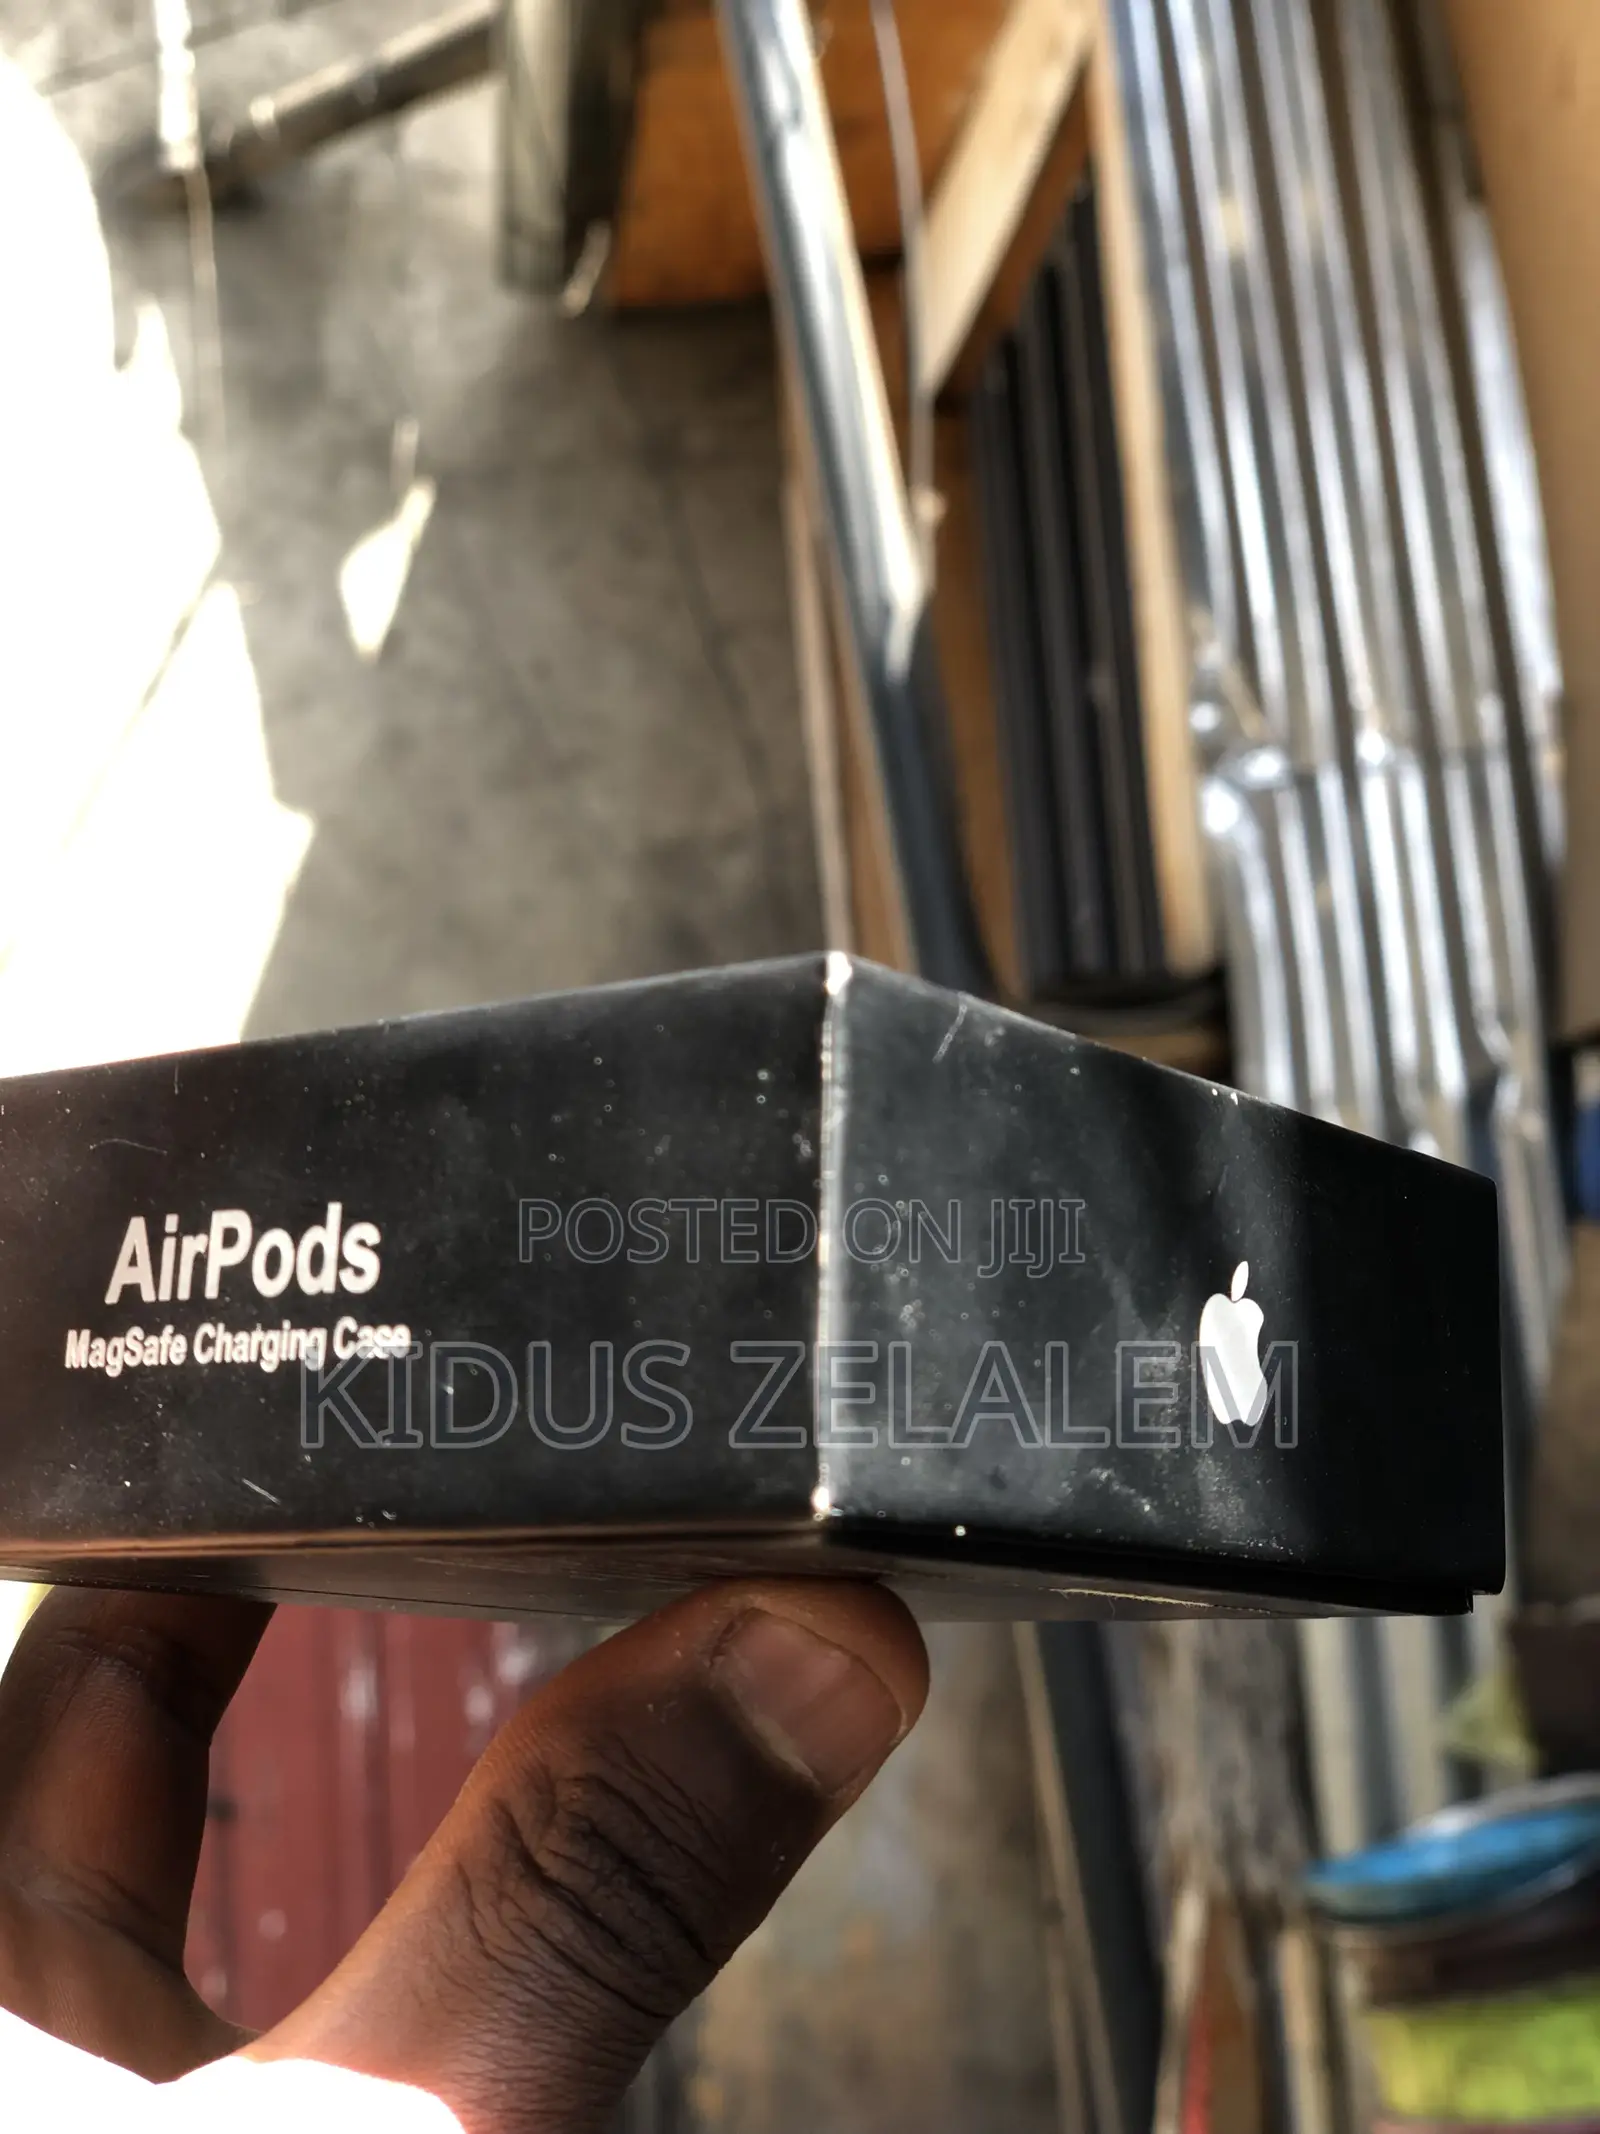 POSTED ON JIJI
AirPods
MagSafe Charging Case
KIDUS ZELALEM